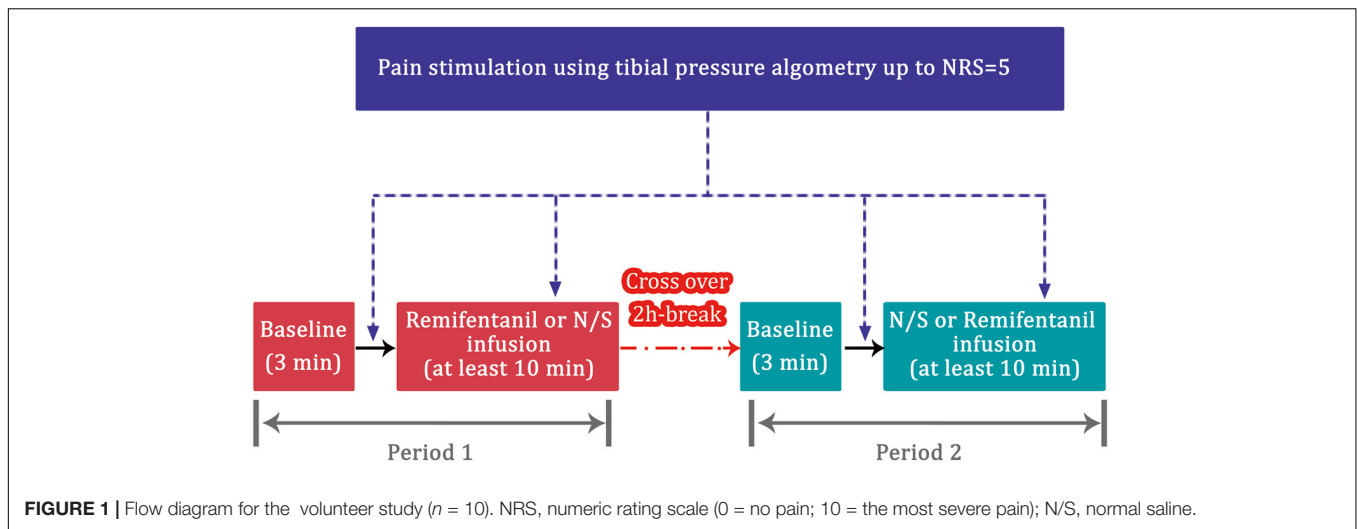 Pain stimulation using tibial pressure algometry up to NRS=5
Cross over
2h-break
Baseline
(3 min)
Remifentanil or N/S
infusion
(at least 10 min)
Baseline
(3 min)
N/S or Remifentanil
infusion
(at least 10 min)
Period 1
Period 2
FIGURE 1 | Flow diagram for the volunteer study (n = 10). NRS, numeric rating scale (0 = no pain; 10 = the most severe pain); N/S, normal saline.